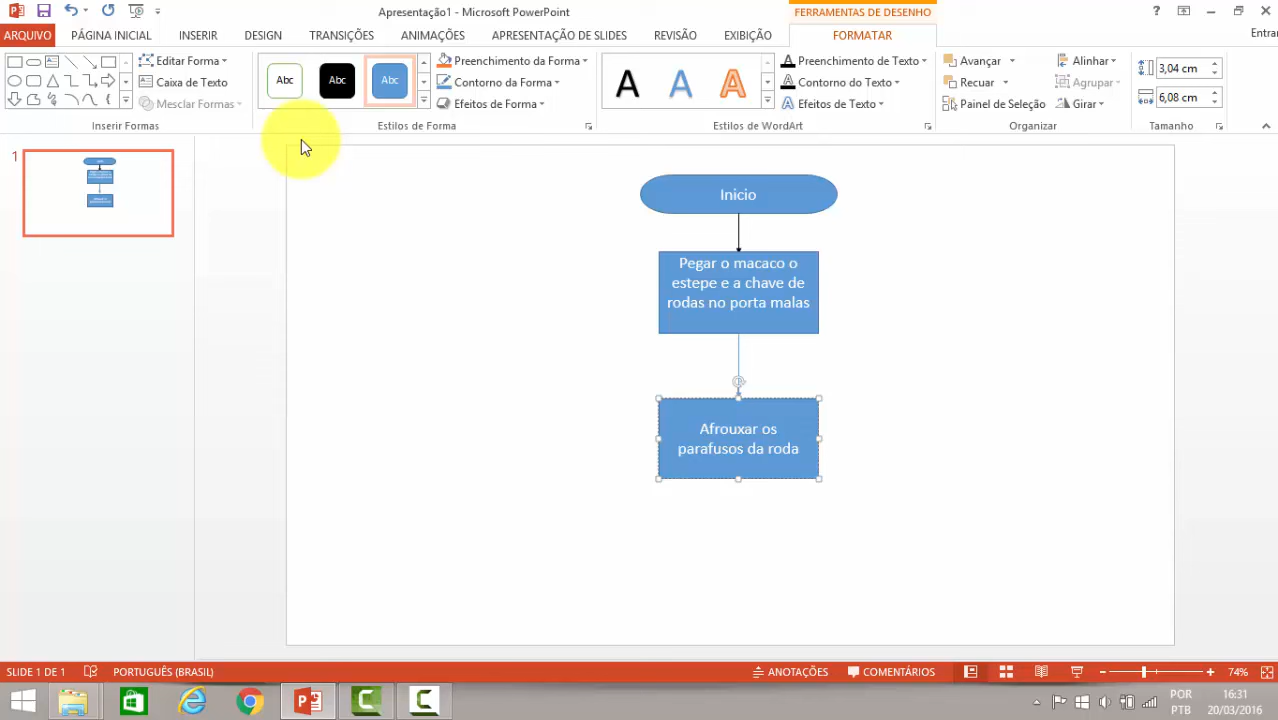 Apresentação1 - Microsoft PowerPoint
FERRAMENTAS DE DESENHO
?
ARQUIVO PÁGINA INICIAL INSERIR DESIGN TRANSIÇÕES ANIMAÇÕES APRESENTAÇÃO DE SLIDES REVISÃO EXIBIÇÃO FORMATAR Entrar
Editar Forma
Caixa de Texto
Mesclar Formas
Inserir Formas
Abc Abc Abc
Preenchimento da Forma
Contorno da Forma
Efeitos de Forma
Estilos de Forma
A A A
Preenchimento de Texto
Contorno do Texto
Efeitos de Texto
Estilos de WordArt
Avançar
Recuar
Painel de Seleção
Alinhar
Agrupar
Girar
Organizar
3,04 cm
6,08 cm
Tamanho
1
Inicio
Pegar o macaco o
estepe e a chave de
rodas no porta malas
Afrouxar os
parafusos da roda
SLIDE 1 DE 1 PORTUGUÊS (BRASIL) ANOTAÇÕES COMENTÁRIOS 74%
POR
PTB
16:31
20/03/2016